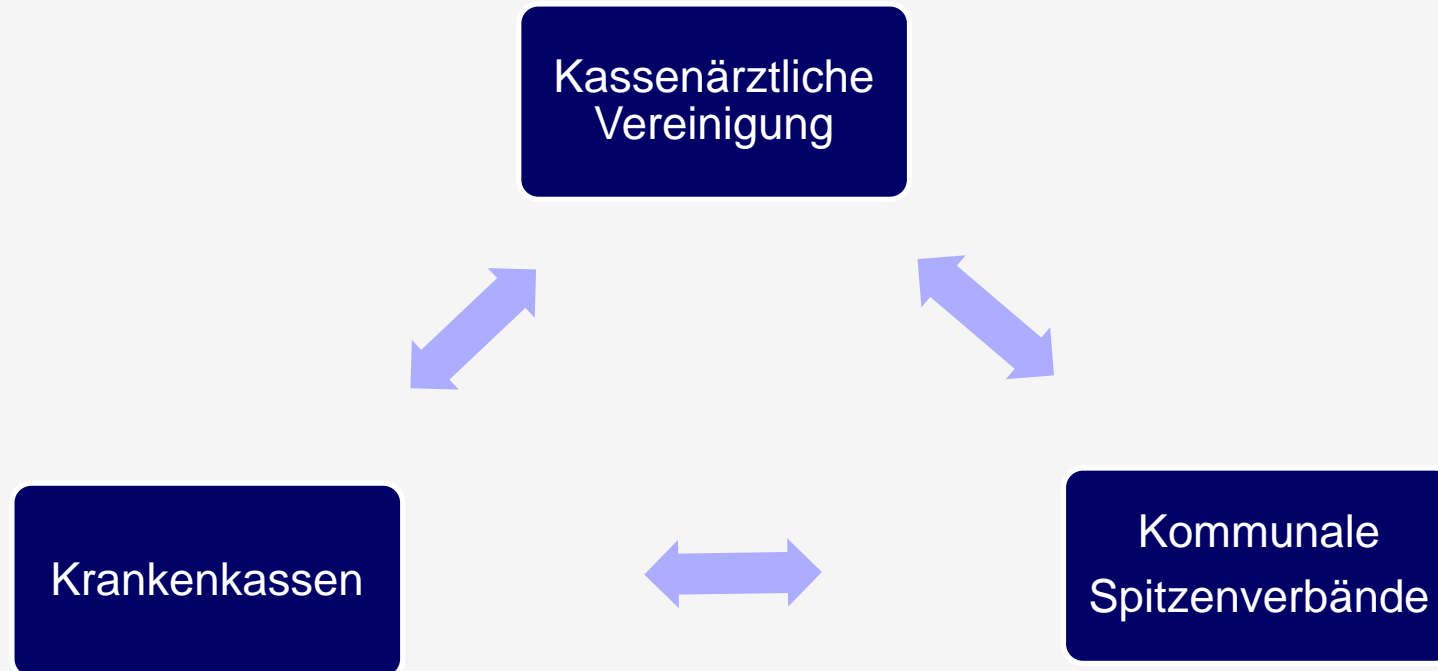 Kassenärztliche
Vereinigung
Krankenkassen
Kommunale
Spitzenverbände